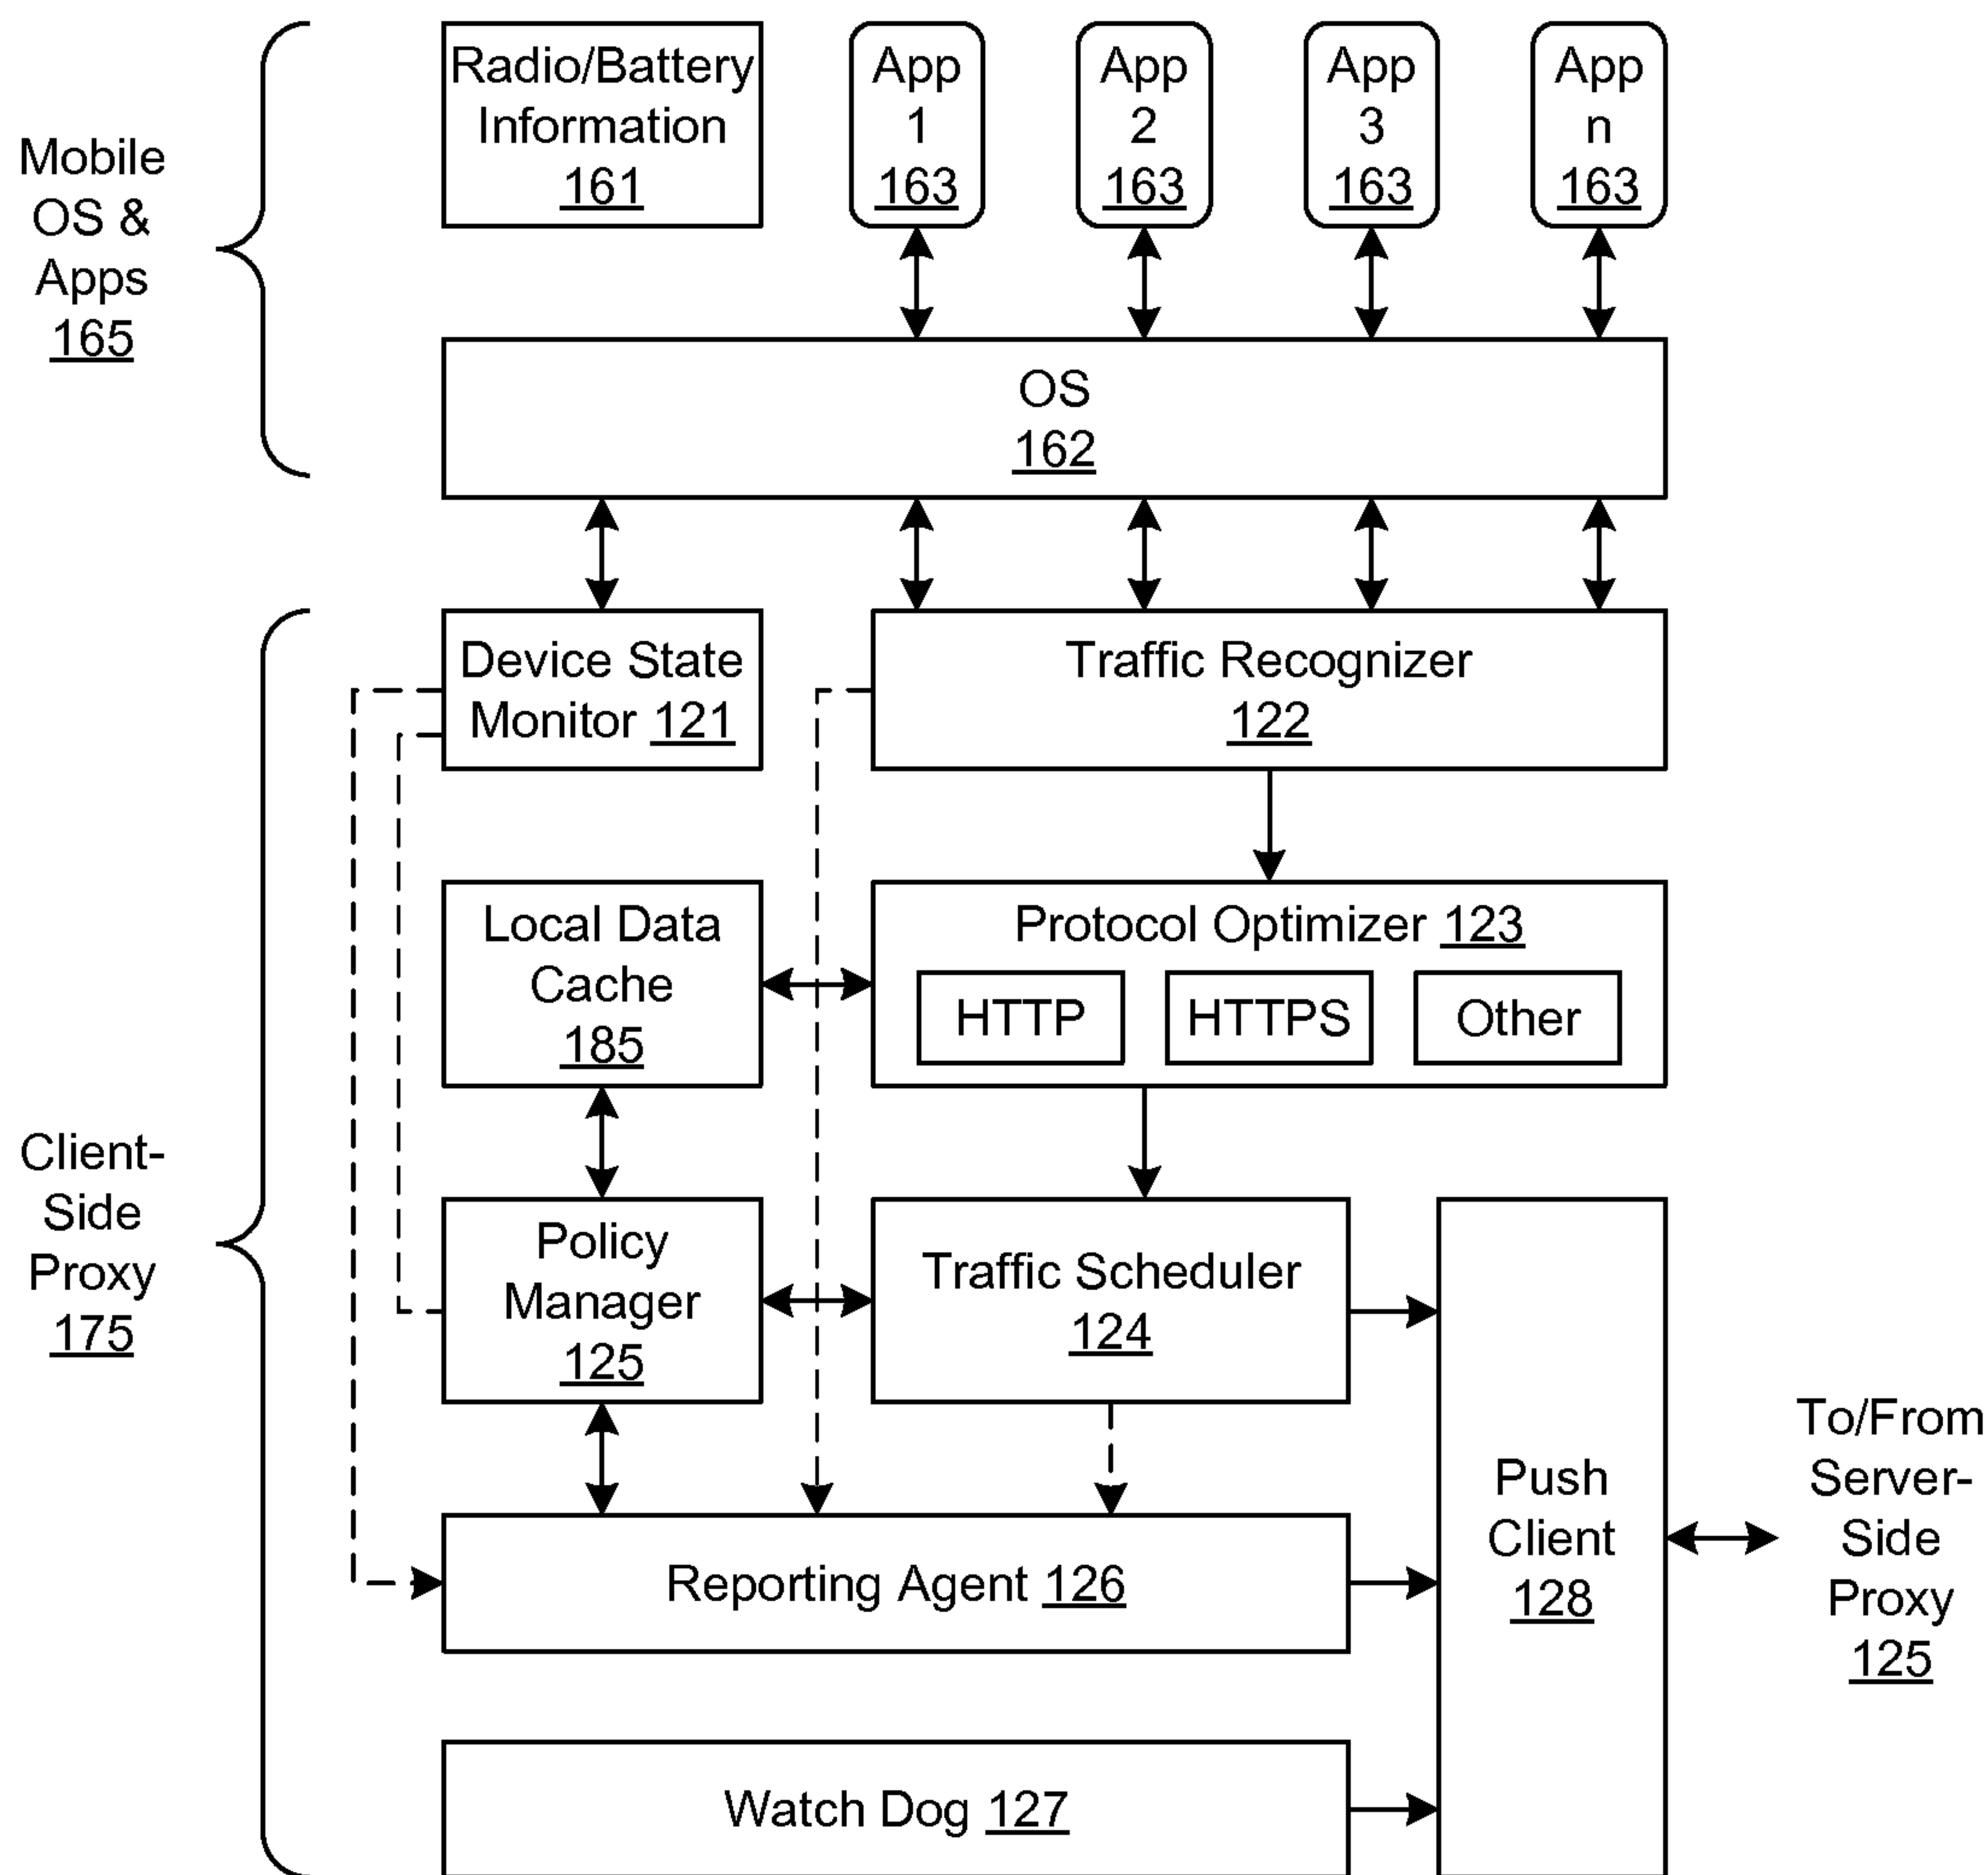 Mobile
OS &
Apps
165
Radio/Battery
Information
161
App
1
163
App
2
163
App
3
163
App
n
163
OS
162
Client-
Side
Proxy
175
Device State
Monitor 121
Traffic Recognizer
122
Local Data
Cache
185
Protocol Optimizer 123
HTTP
HTTPS
Other
Policy
Manager
125
Traffic Scheduler
124
Reporting Agent 126
Watch Dog 127
Push
Client
128
To/From
Server-
Side
Proxy
125